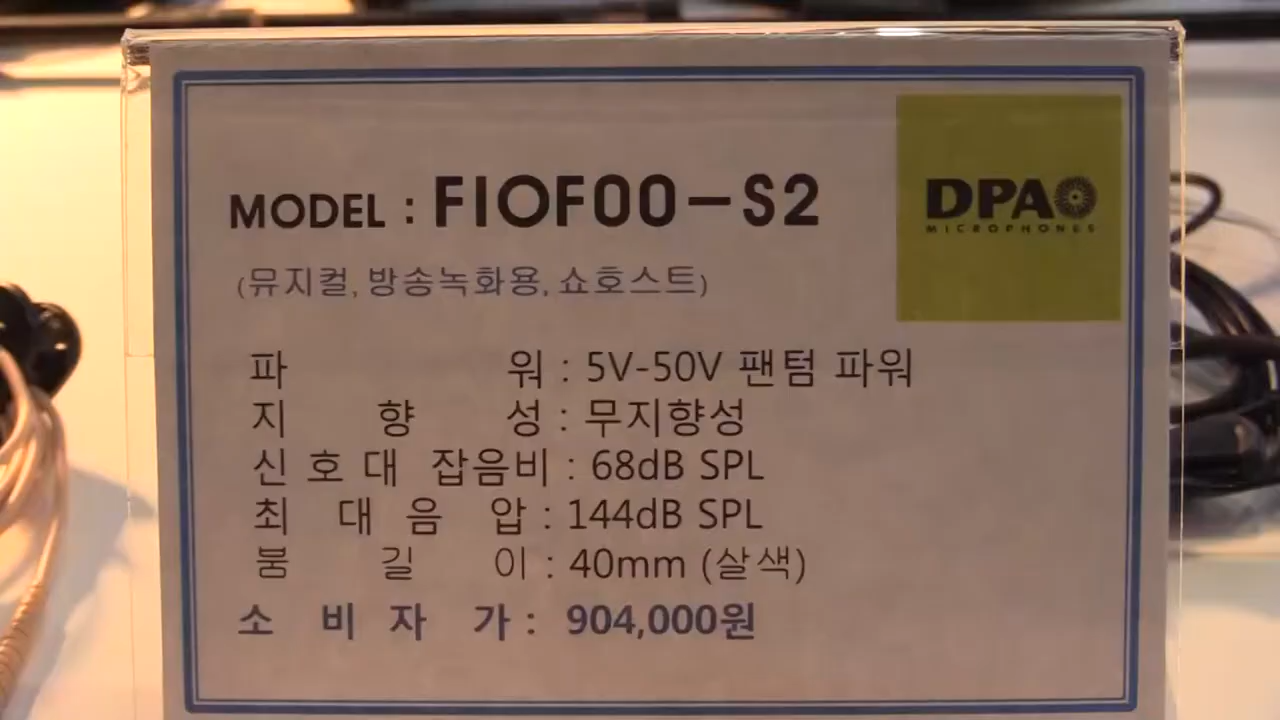 MODEL : FIOF00-S2
DPA
MICROPHONES
(뮤지컬, 방송녹화용, 쇼호스트)
파 워 : 5V-50V 팬텀 파워
지 향 성 : 무지향성
신 호 대 잡음비 : 68dB SPL
최 대 음 압 : 144dB SPL
붐 길 이 : 40mm (살색)
소 비 자 가 : 904,000원